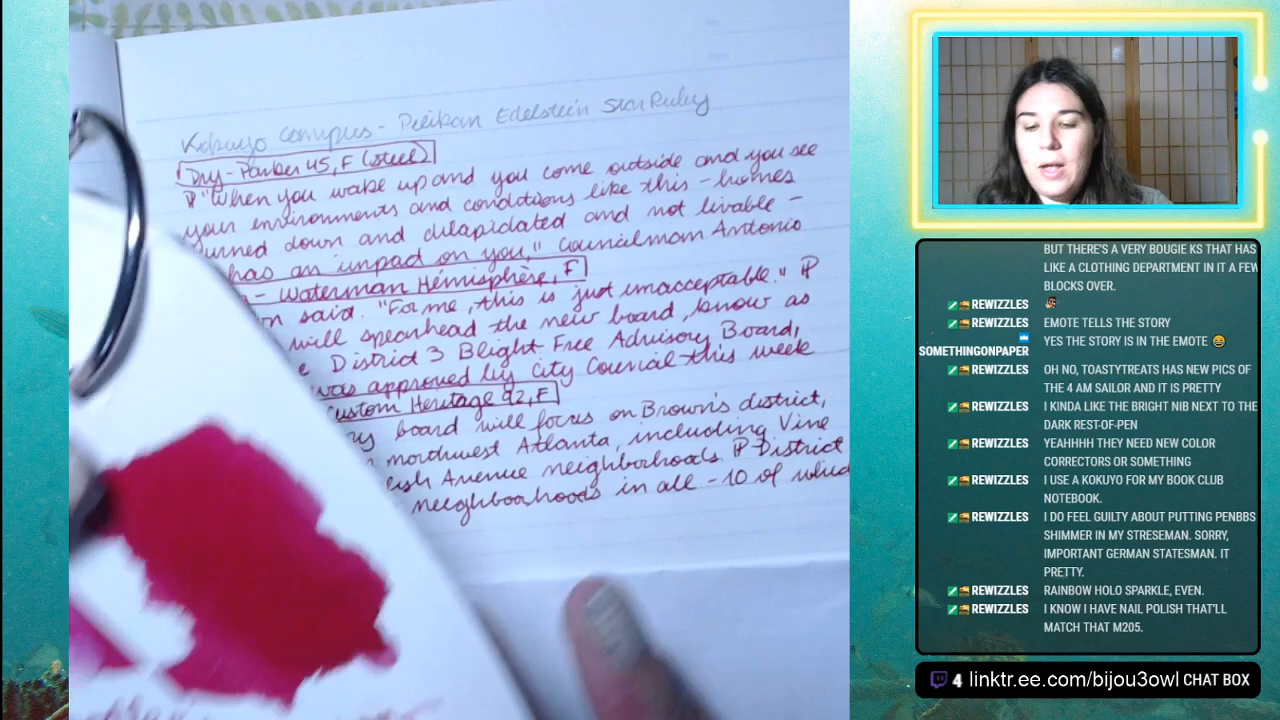 Kokuyo Campus - Pelikan Edelstein Star Ruby
Dry - Parker 45, F (steel)
¶ "When you wake up and you come outside and you see
your environments and conditions like this - homes
urned down and dilapidated and not livable -
has an impact on you," Councilman Antonio
- Waterman Hémisphère, F
n said. "For me, this is just unacceptable." ¶
will spearhead the new board, know as
e District 3 Blight Free Advisory Board,
was approved by City Council this week
ustom Heritage 92, F
ry board will focus on Brown's district,
n northwest Atlanta, including Vine
ish Avenue neighborhoods ¶ District
neighborhoods in all - 10 of which
BUT THERE'S A VERY BOUGIE KS THAT HAS
LIKE A CLOTHING DEPARTMENT IN IT A FEW
BLOCKS OVER.
REWIZZLES
REWIZZLES EMOTE TELLS THE STORY
SOMETHINGONPAPER YES THE STORY IS IN THE EMOTE 😂
REWIZZLES OH NO, TOASTYTREATS HAS NEW PICS OF
THE 4 AM SAILOR AND IT IS PRETTY
REWIZZLES I KINDA LIKE THE BRIGHT NIB NEXT TO THE
DARK REST-OF-PEN
REWIZZLES YEAHHHH THEY NEED NEW COLOR
CORRECTORS OR SOMETHING
REWIZZLES I USE A KOKUYO FOR MY BOOK CLUB
NOTEBOOK.
REWIZZLES I DO FEEL GUILTY ABOUT PUTTING PENBBS
SHIMMER IN MY STRESEMAN. SORRY,
IMPORTANT GERMAN STATESMAN. IT
PRETTY.
REWIZZLES RAINBOW HOLO SPARKLE, EVEN.
REWIZZLES I KNOW I HAVE NAIL POLISH THAT'LL
MATCH THAT M205.
4 linktr.ee.com/bijou3owl CHAT BOX